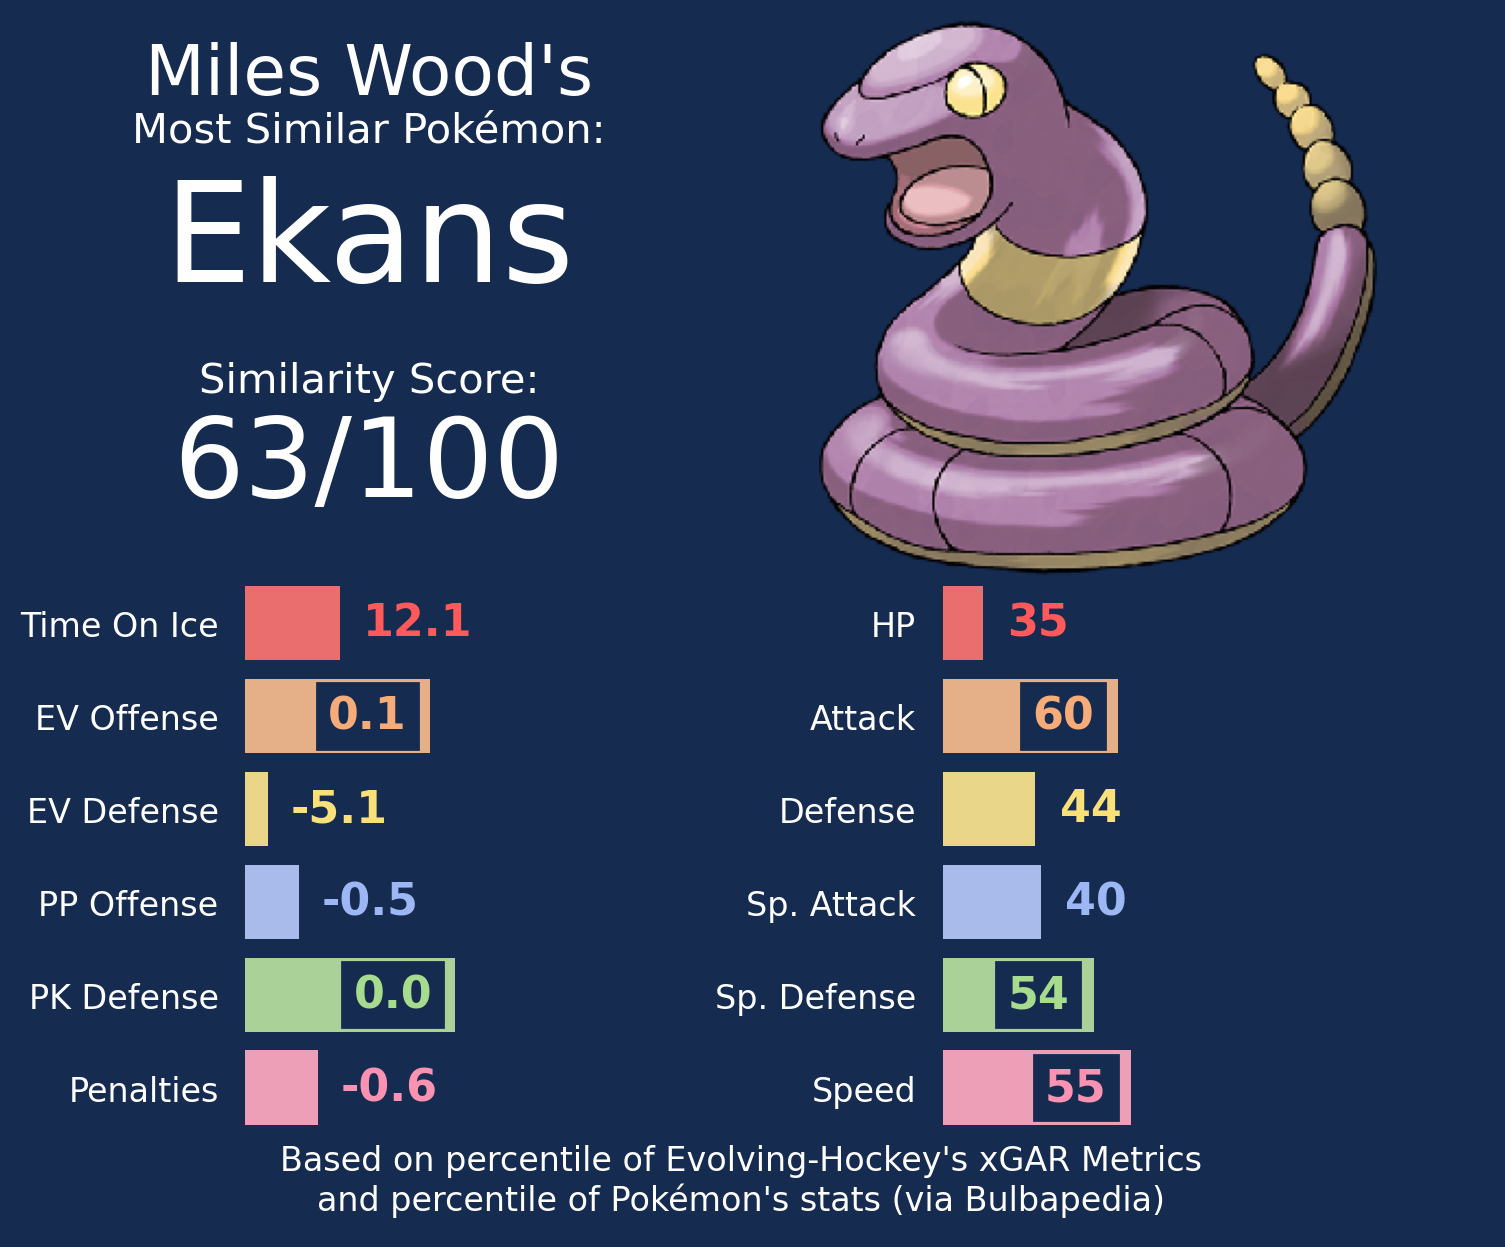 Miles Wood's
Most Similar Pokémon:
Ekans
Similarity Score:
63/100
Time On Ice 12.1
EV Offense 0.1
EV Defense -5.1
PP Offense -0.5
PK Defense 0.0
Penalties -0.6
HP 35
Attack 60
Defense 44
Sp. Attack 40
Sp. Defense 54
Speed 55
Based on percentile of Evolving-Hockey's xGAR Metrics
and percentile of Pokémon's stats (via Bulbapedia)